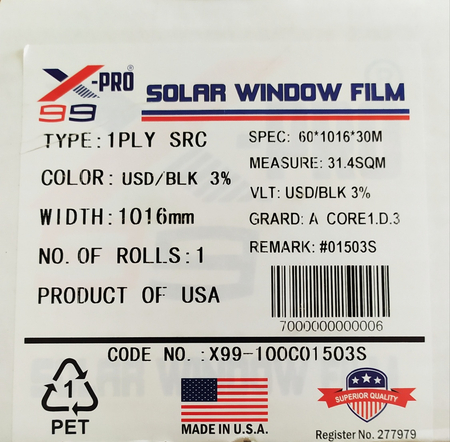 X-PRO®
99
SOLAR WINDOW FILM
TYPE: 1PLY SRC
COLOR: USD/BLK 3%
WIDTH: 1016mm
NO. OF ROLLS: 1
PRODUCT OF USA
SPEC: 60*1016*30M
MEASURE: 31.4SQM
VLT: USD/BLK 3%
GRARD: A CORE1.D.3
REMARK: #01503S
7000000000006
CODE NO. :X99-100C01503S
1
PET
MADE IN U.S.A.
SUPERIOR QUALITY
Register No. 277979